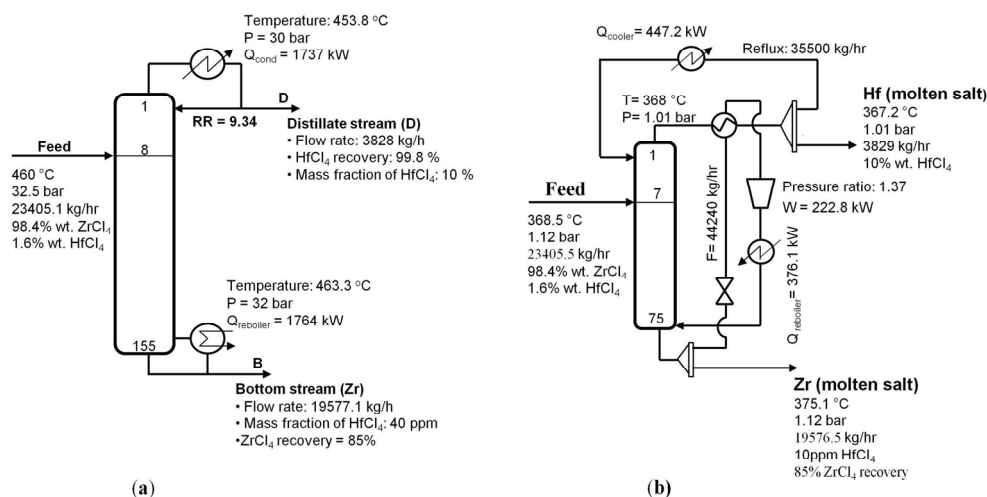 Temperature: 453.8 °C
P = 30 bar
Qcond = 1737 kW
1
D
RR = 9.34
Distillate stream (D)
- Flow rate: 3828 kg/h
• HfCl4 recovery: 99.8 %
• Mass fraction of HfCl4: 10 %
Feed
8
460 °C
32.5 bar
23405.1 kg/hr
98.4% wt. ZrCl4
1.6% wt. HfCl4
Temperature: 463.3 °C
P = 32 bar
Qreboiler = 1764 kW
155
B
Bottom stream (Zr)
• Flow rate: 19577.1 kg/h
• Mass fraction of HfCl4: 40 ppm
•ZrCl4 recovery = 85%
(a)
Qcooler= 447.2 kW
Reflux: 35500 kg/hr
T= 368 °C
P= 1.01 bar
Hf (molten salt)
367.2 °C
1.01 bar
3829 kg/hr
10% wt. HfCl4
1
Feed
7
368.5 °C
1.12 bar
23405.5 kg/hr
98.4% wt. ZrCl4
1.6% wt. HfCl4
F= 44240 kg/hr
Pressure ratio: 1.37
W = 222.8 kW
Qreboiler= 376.1 kW
75
Zr (molten salt)
375.1 °C
1.12 bar
19576.5 kg/hr
10ppm HfCl4
85% ZrCl4 recovery
(b)